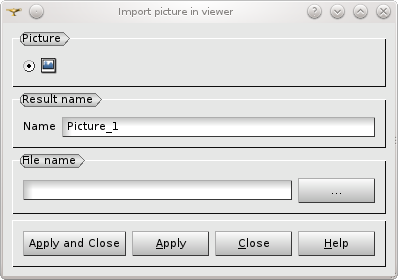 Import picture in viewer
Picture
Result name
Name Picture_1
File name
...
Apply and Close Apply Close Help